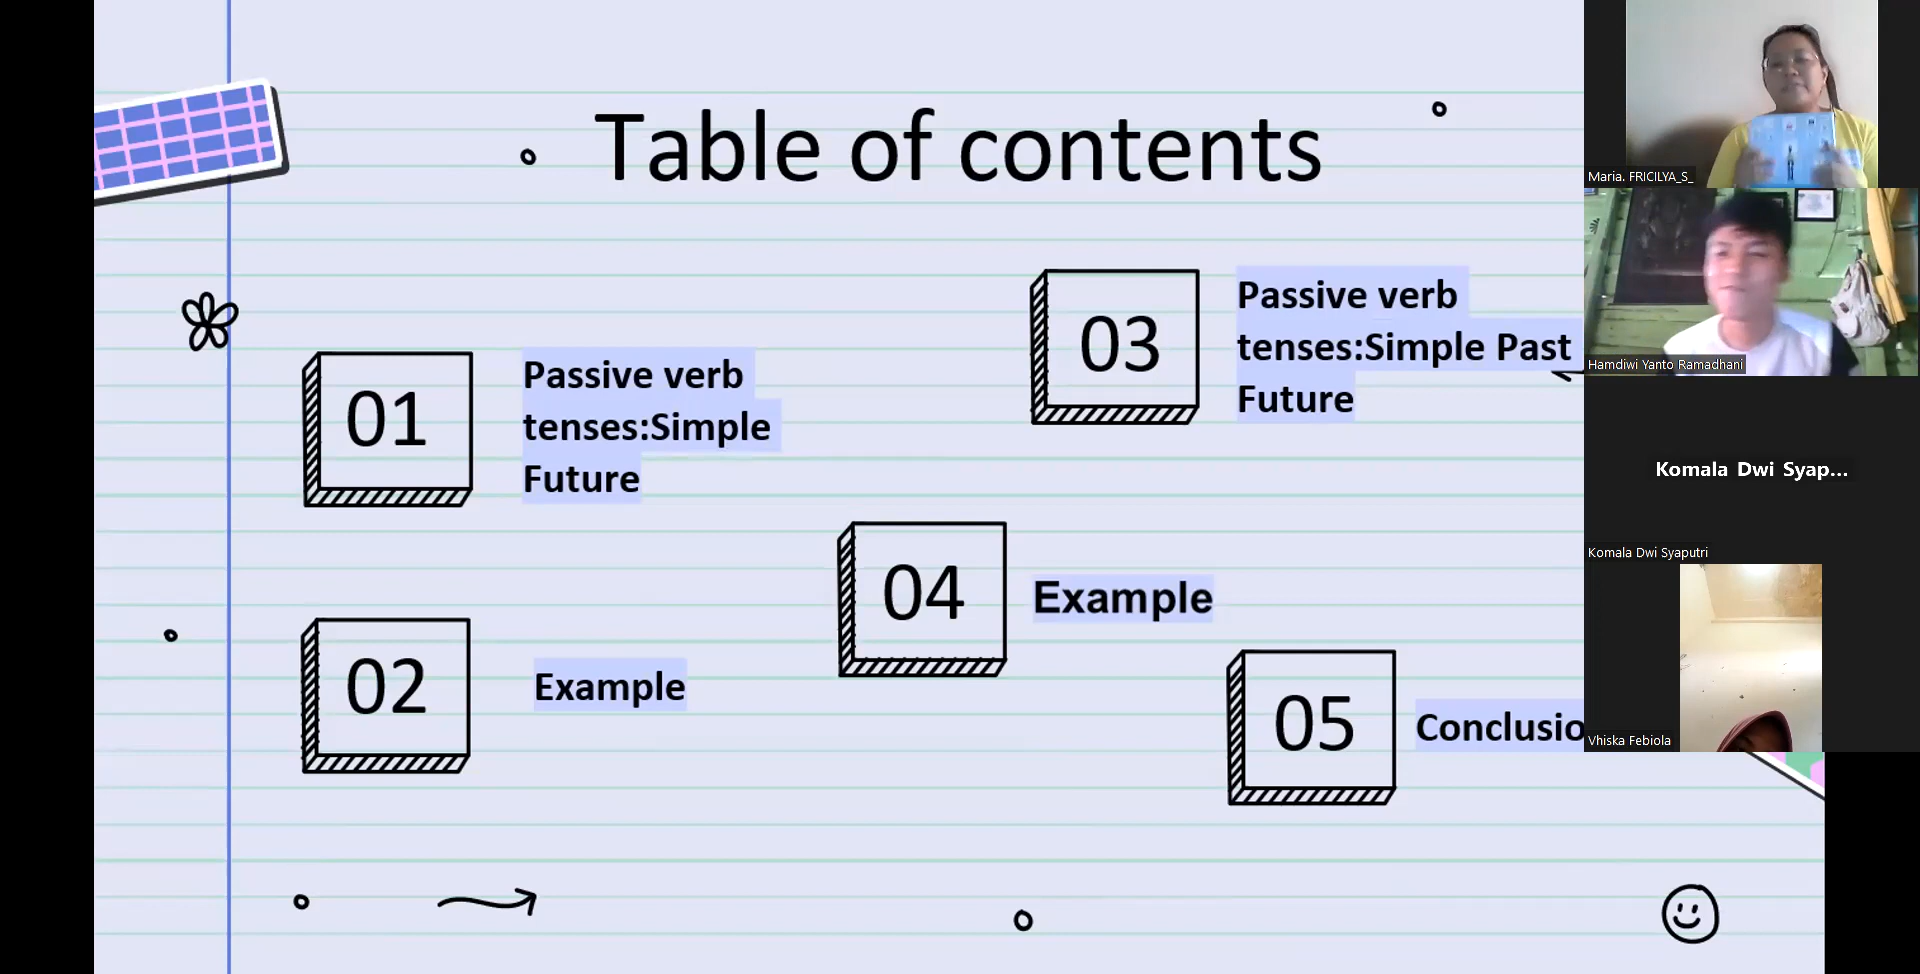 Table of contents
01
Passive verb
tenses:Simple
Future
02
Example
03
Passive verb
tenses:Simple Past
Future
04
Example
05
Conclusio
Maria. FRICILYA_S_
Hamdiwi Yanto Ramadhani
Komala Dwi Syap...
Komala Dwi Syaputri
Vhiska Febiola